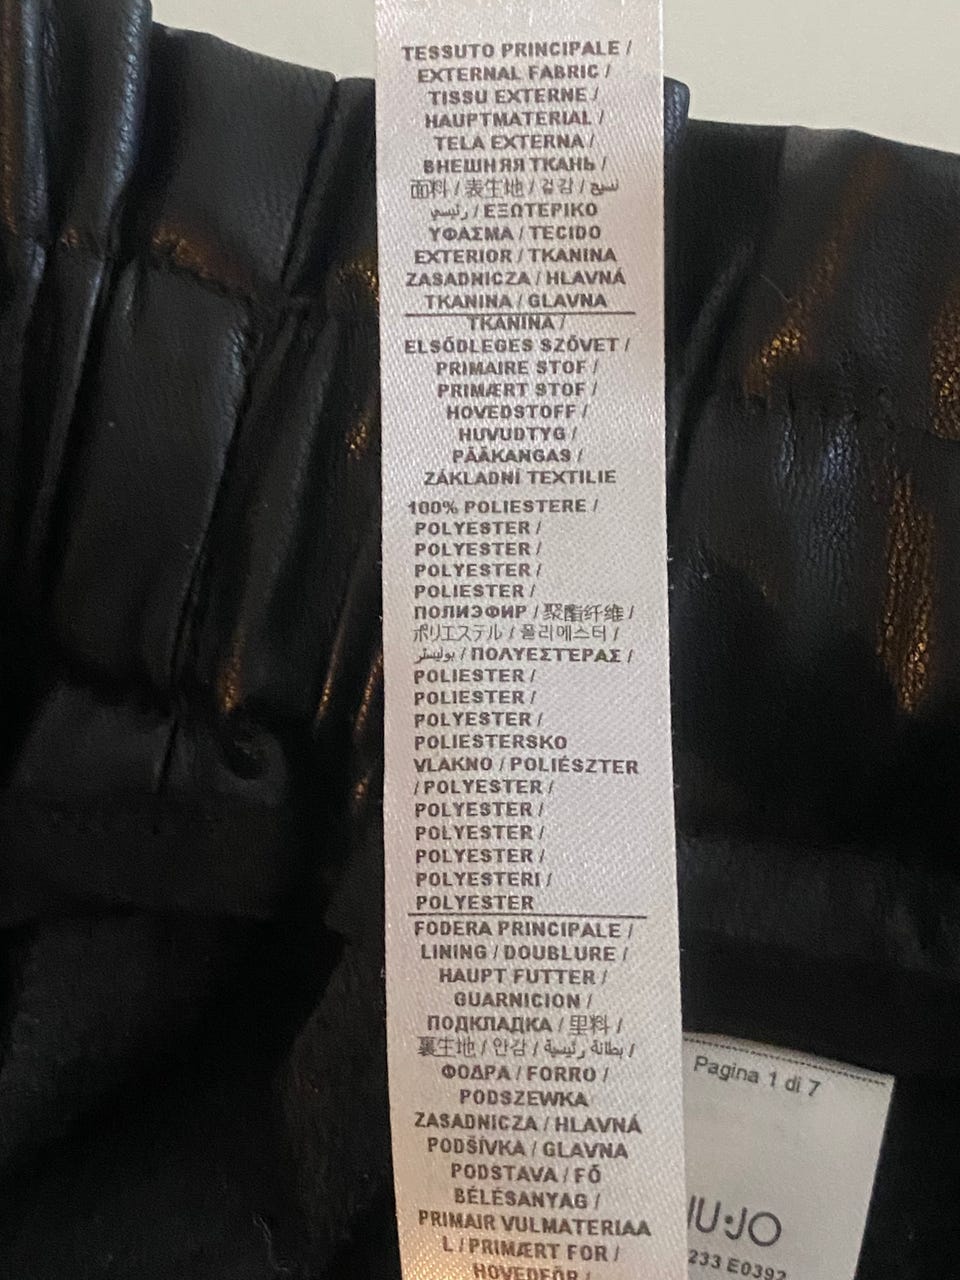 TESSUTO PRINCIPALE /
EXTERNAL FABRIC /
TISSU EXTERNE /
HAUPTMATERIAL /
TELA EXTERNA /
ВНЕШНЯЯ ТКАНЬ /
面料 / 表生地 / 겉감 / نسيج
رئيسي / ΕΞΩΤΕΡΙΚΟ
ΥΦΑΣΜΑ / TECIDO
EXTERIOR / TKANINA
ZASADNICZA / HLAVNÁ
TKANINA / GLAVNA
TKANINA /
ELSŐDLEGES SZÖVET /
PRIMAIRE STOF /
PRIMÆRT STOF /
HOVEDSTOFF /
HUVUDTYG /
PÄÄKANGAS /
ZÁKLADNÍ TEXTILIE
100% POLIESTERE /
POLYESTER /
POLYESTER /
POLYESTER /
POLIESTER /
ПОЛИЭФИР / 聚酯纤维 /
ポリエステル / 폴리에스터 /
بوليستر / ΠΟΛΥΕΣΤΕΡΑΣ /
POLIESTER /
POLIESTER /
POLYESTER /
POLIESTERSKO
VLAKNO / POLIÉSZTER
/ POLYESTER /
POLYESTER /
POLYESTER /
POLYESTER /
POLYESTERI /
POLYESTER
FODERA PRINCIPALE /
LINING / DOUBLURE /
HAUPT FUTTER /
GUARNICION /
ПОДКЛАДКА / 里料 /
裏生地 / 안감 / بطانة رئيسية /
ΦΟΔΡΑ / FORRO /
PODSZEWKA
ZASADNICZA / HLAVNÁ
PODŠÍVKA / GLAVNA
PODSTAVA / FŐ
BÉLÉSANYAG /
PRIMAIR VULMATERIAA
L / PRIMÆRT FOR /
HOVEDFÔR /
Pagina 1 di 7
IU·JO
233 E0392